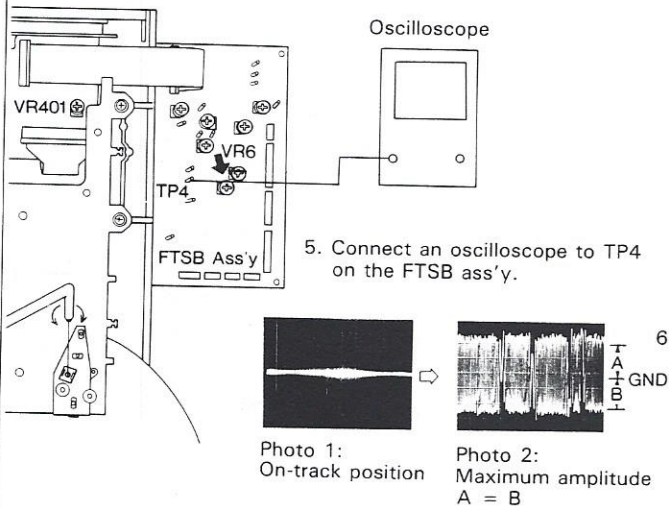 Oscilloscope
VR401
VR6
TP4
FTSB Ass'y
5. Connect an oscilloscope to TP4
on the FTSB ass'y.
6
A
GND
B
Photo 1:
On-track position
Photo 2:
Maximum amplitude
A = B